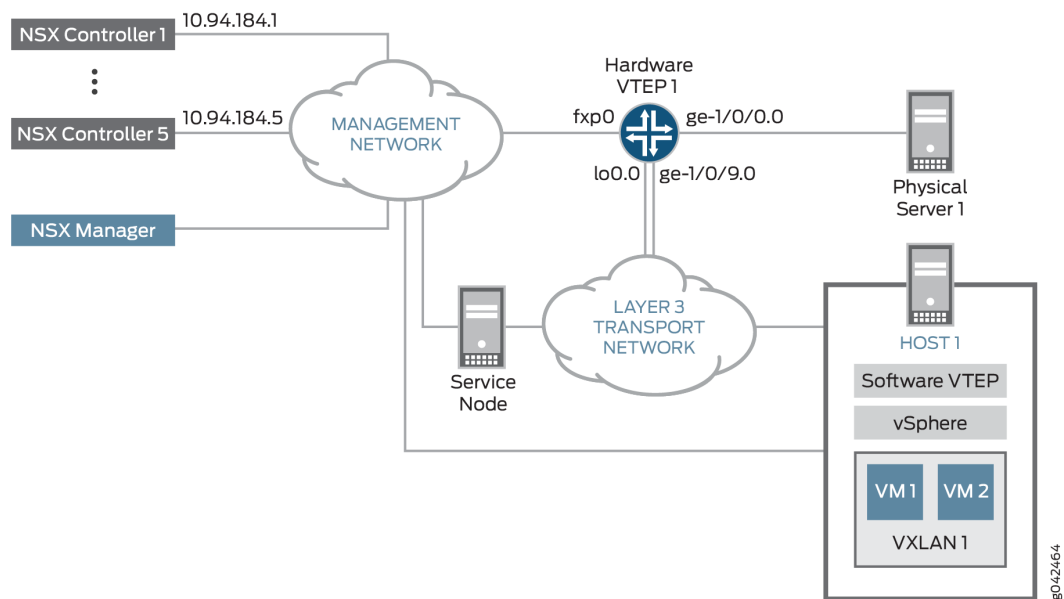 NSX Controller 1
10.94.184.1
NSX Controller 5
10.94.184.5
NSX Manager
MANAGEMENT
NETWORK
Hardware
VTEP 1
fxp0
ge-1/0/0.0
lo0.0
ge-1/0/9.0
Physical
Server 1
LAYER 3
TRANSPORT
NETWORK
Service
Node
HOST 1
Software VTEP
vSphere
VM 1
VM 2
VXLAN 1
g042464